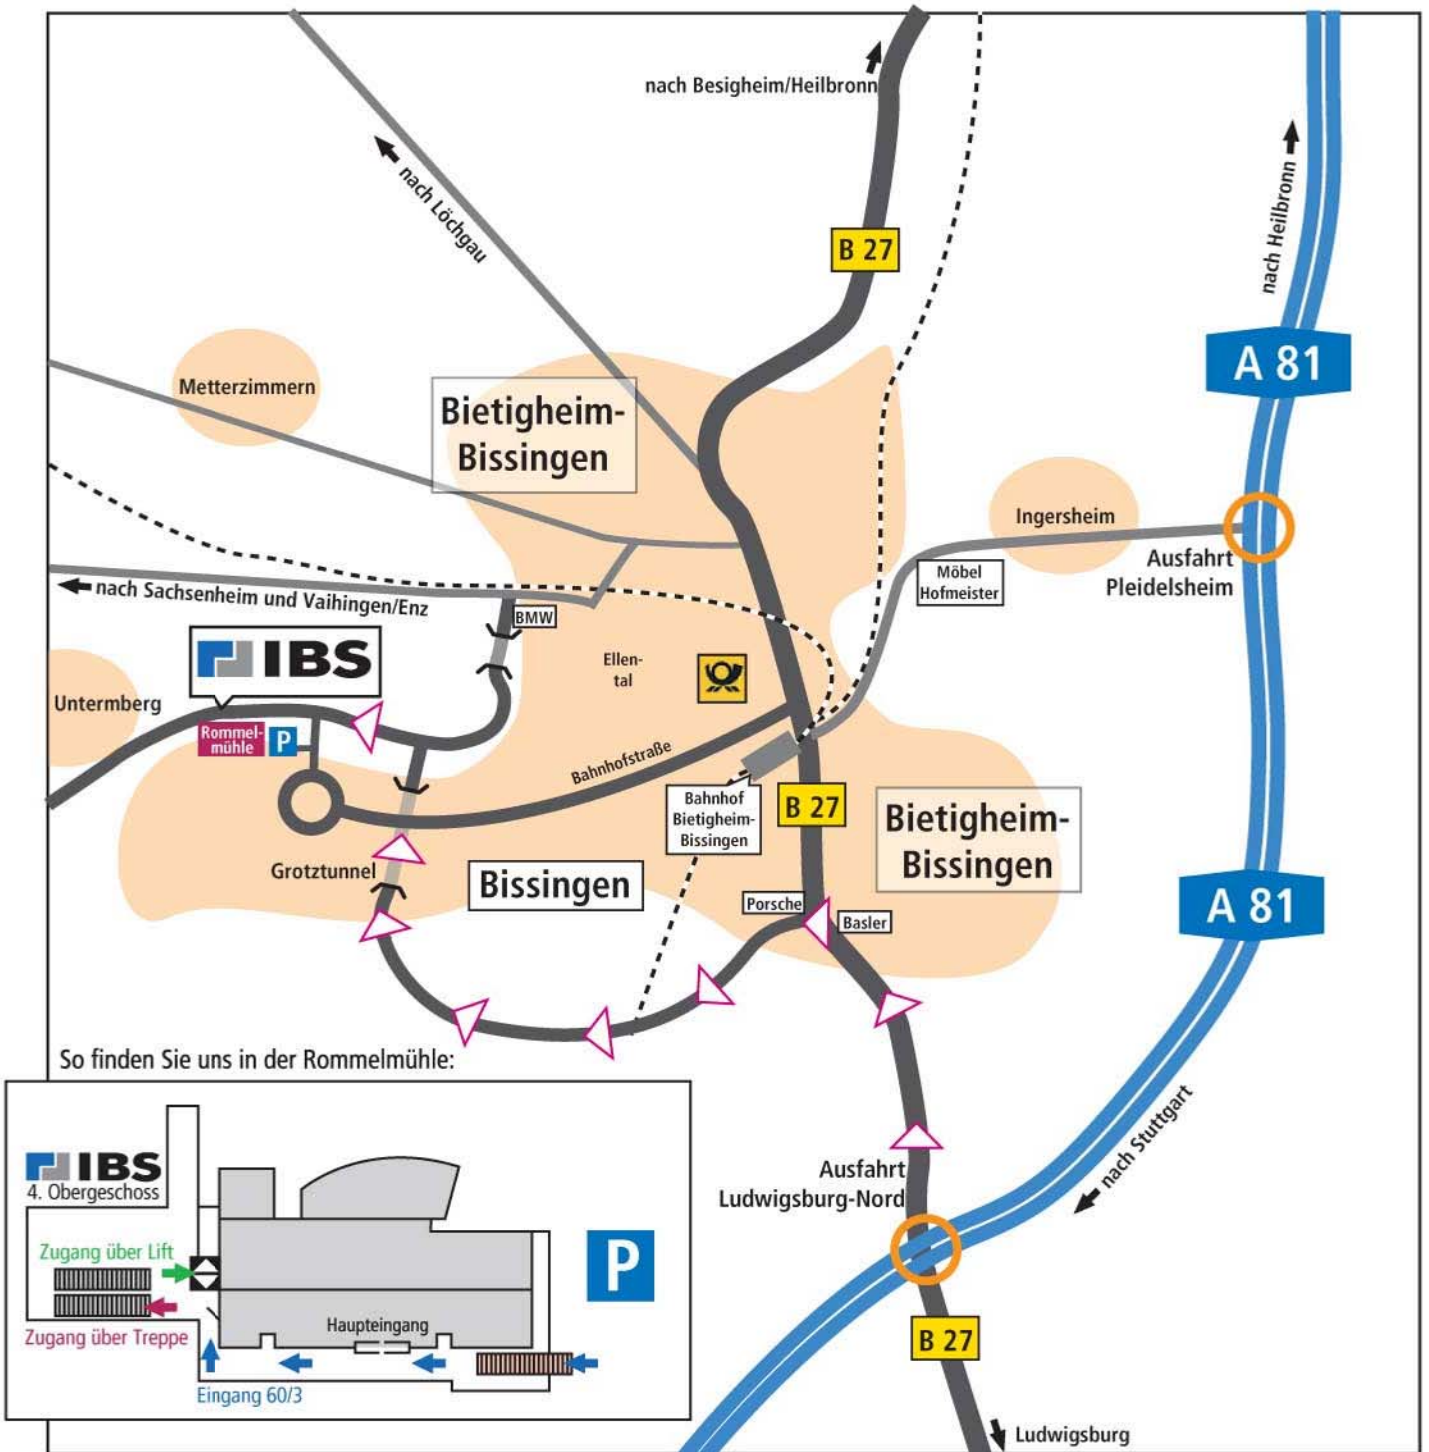 nach Besigheim/Heilbronn
nach Löchgau
B 27
nach Heilbronn
A 81
Metterzimmern
Bietigheim-
Bissingen
Ingersheim
Ausfahrt
Pleidelsheim
Möbel
Hofmeister
nach Sachsenheim und Vaihingen/Enz
BMW
IBS
Ellen-
tal
Untermberg
Rommel-
mühle
P
Bahnhofstraße
Bahnhof
Bietigheim-
Bissingen
B 27
Bietigheim-
Bissingen
Grotztunnel
Bissingen
Porsche
Basler
A 81
nach Stuttgart
Ausfahrt
Ludwigsburg-Nord
B 27
Ludwigsburg
So finden Sie uns in der Rommelmühle:
IBS
4. Obergeschoss
Zugang über Lift
Zugang über Treppe
Haupteingang
P
Eingang 60/3